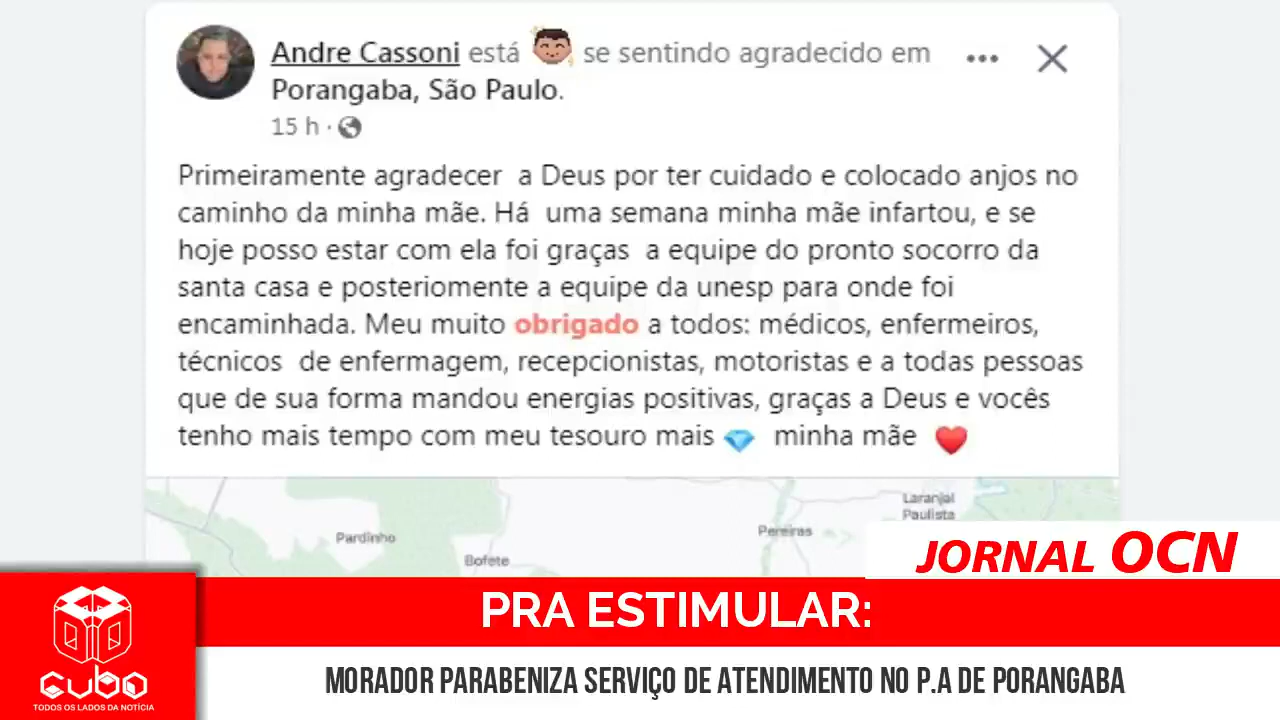 Andre Cassoni está se sentindo agradecido em
Porangaba, São Paulo.
15 h ·
Primeiramente agradecer a Deus por ter cuidado e colocado anjos no
caminho da minha mãe. Há uma semana minha mãe infartou, e se
hoje posso estar com ela foi graças a equipe do pronto socorro da
santa casa e posteriomente a equipe da unesp para onde foi
encaminhada. Meu muito obrigado a todos: médicos, enfermeiros,
técnicos de enfermagem, recepcionistas, motoristas e a todas pessoas
que de sua forma mandou energias positivas, graças a Deus e vocês
tenho mais tempo com meu tesouro mais 💎 minha mãe ❤️
Laranjal
Paulista
Pardinho
Pereiras
Bofete
JORNAL OCN
PRA ESTIMULAR:
MORADOR PARABENIZA SERVIÇO DE ATENDIMENTO NO P.A DE PORANGABA
Cubo
TODOS OS LADOS DA NOTÍCIA